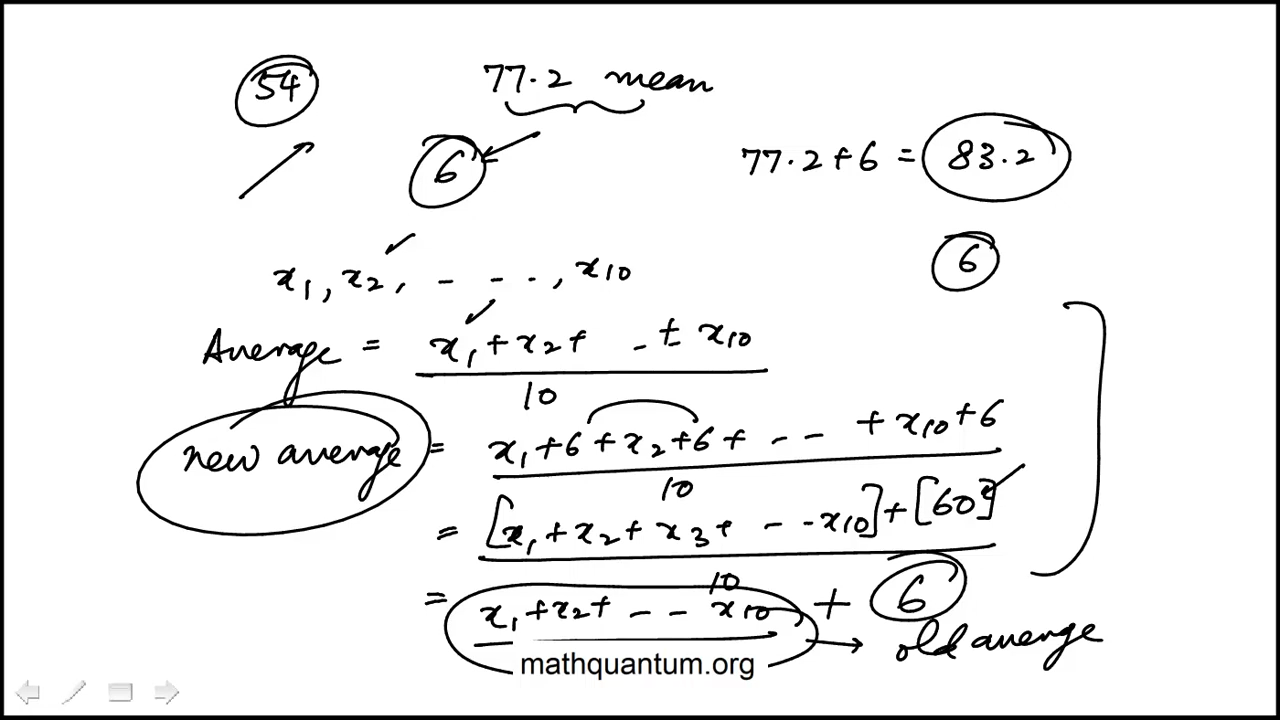 54
77.2 mean
6
77.2 + 6 = 83.2
6
x1, x2, - - . . , x10
Average = x1 + x2 + - ± x10
10
new average = x1 + 6 + x2 + 6 + - - + x10 + 6
10
= [x1 + x2 + x3 + - - x10] + [60]
10
= x1 + x2 + - - x10 + 6
old average
mathquantum.org